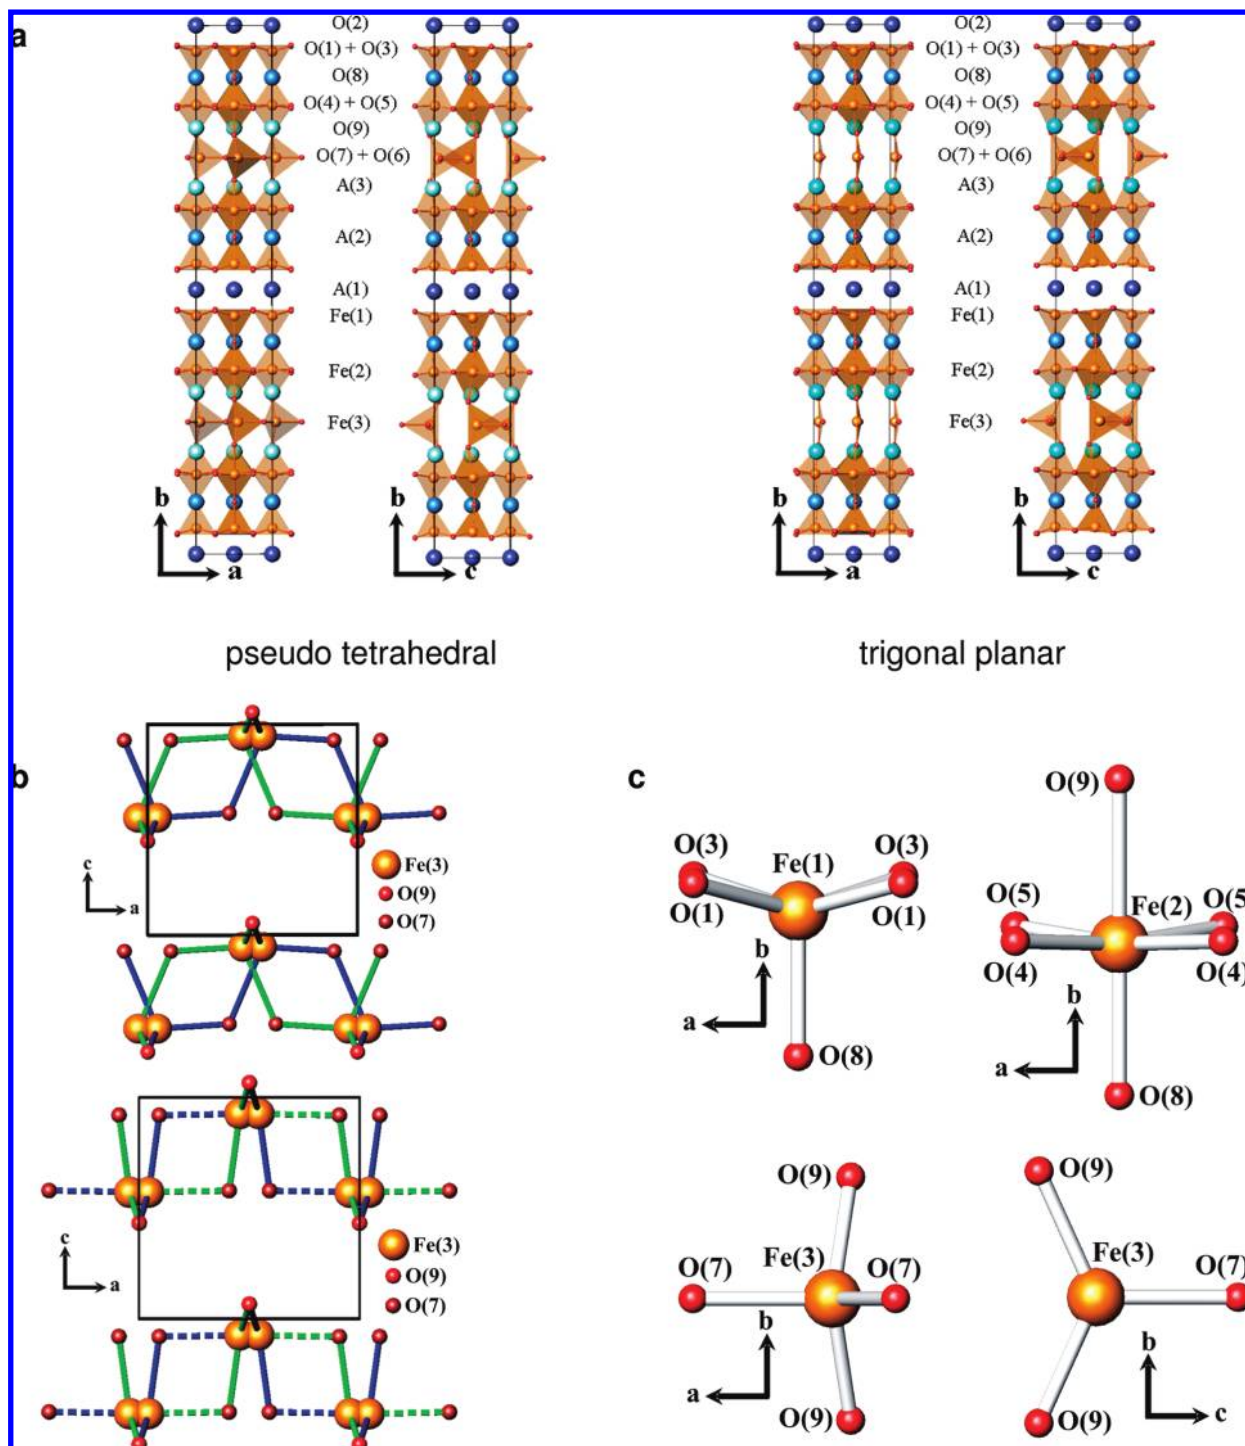 a
O(2)
O(1) + O(3)
O(8)
O(4) + O(5)
O(9)
O(7) + O(6)
A(3)
A(2)
A(1)
Fe(1)
Fe(2)
Fe(3)
b
a
b
c
O(2)
O(1) + O(3)
O(8)
O(4) + O(5)
O(9)
O(7) + O(6)
A(3)
A(2)
A(1)
Fe(1)
Fe(2)
Fe(3)
b
a
b
c
pseudo tetrahedral
trigonal planar
b
c
a
Fe(3)
O(9)
O(7)
c
a
Fe(3)
O(9)
O(7)
c
O(3)
Fe(1)
O(3)
O(1)
O(1)
b
a
O(8)
O(9)
O(5)
Fe(2)
O(5)
O(4)
O(4)
b
a
O(8)
O(9)
Fe(3)
O(7)
O(7)
b
a
O(9)
O(9)
Fe(3)
O(7)
b
c
O(9)